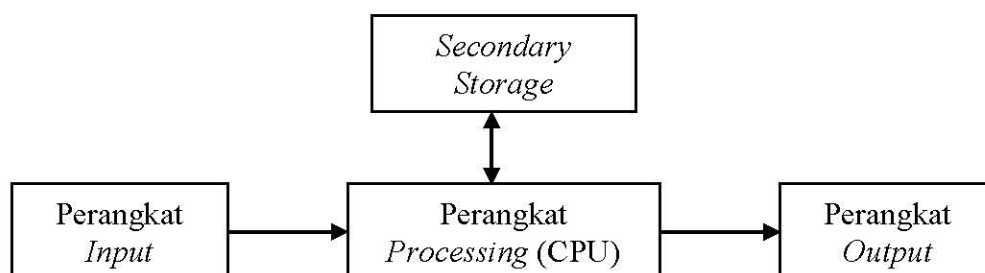 Secondary
Storage
Perangkat
Input
Perangkat
Processing (CPU)
Perangkat
Output